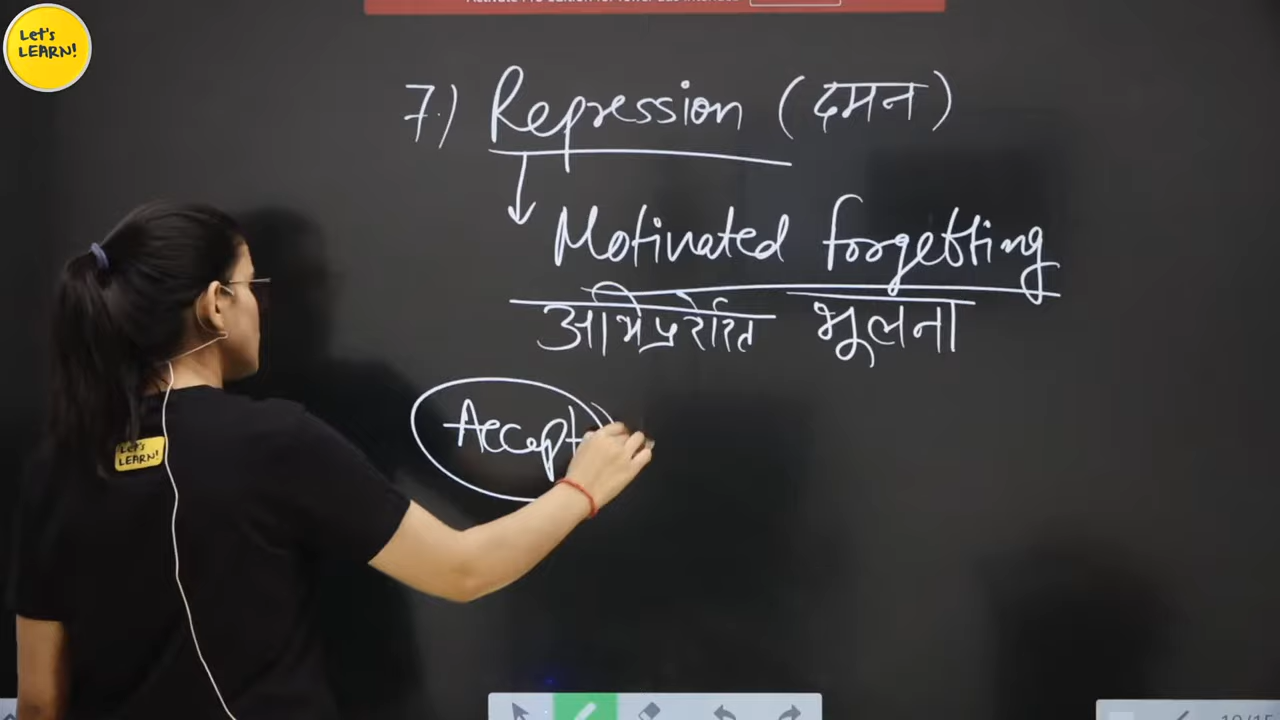 Let's
LEARN!
7.) Repression (दमन)
Motivated forgetting
अभिप्रेरित भूलना
Accept
Let's
LEARN!